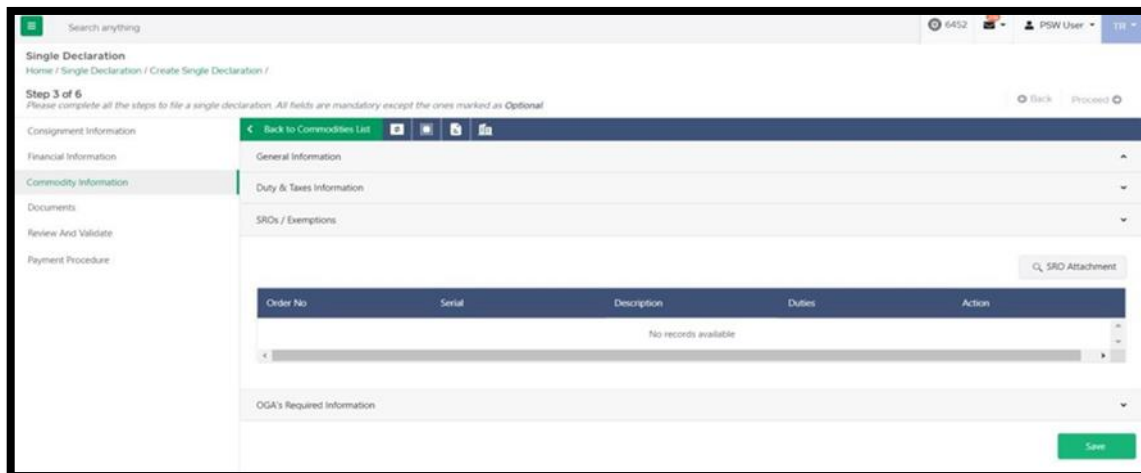 Search anything
6452
PSW User
TR
Single Declaration
Home / Single Declaration / Create Single Declaration /
Step 3 of 6
Please complete all the steps to file a single declaration. All fields are mandatory except the ones marked as Optional
Back
Proceed
Consignment Information
Financial Information
Commodity Information
Documents
Review And Validate
Payment Procedure
Back to Commodities List
General Information
Duty & Taxes Information
SROs / Exemptions
SRO Attachment
Order No Serial Description Duties Action
No records available
OGA's Required Information
Save